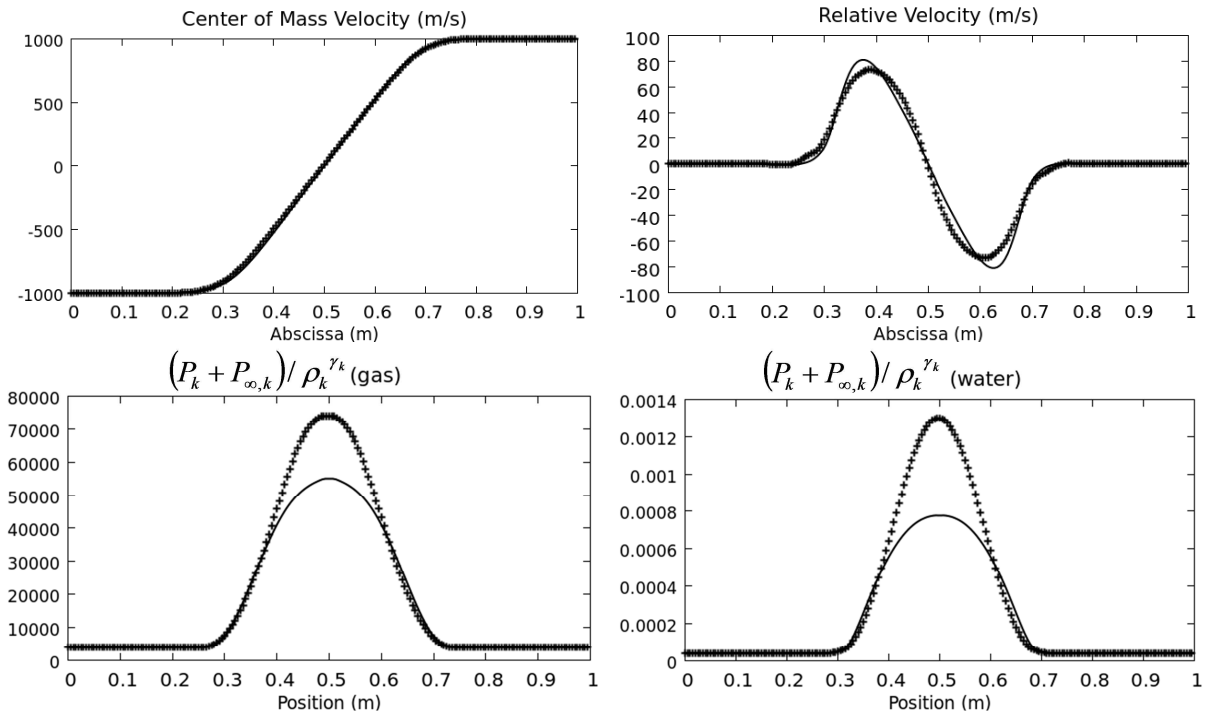 Center of Mass Velocity (m/s)
1000
500
0
-500
-1000
0 0.1 0.2 0.3 0.4 0.5 0.6 0.7 0.8 0.9 1
Abscissa (m)
Relative Velocity (m/s)
100
80
60
40
20
0
-20
-40
-60
-80
-100
0 0.1 0.2 0.3 0.4 0.5 0.6 0.7 0.8 0.9 1
Abscissa (m)
(P_k + P_{∞,k}) / ρ_k^{γ_k} (gas)
80000
70000
60000
50000
40000
30000
20000
10000
0
0 0.1 0.2 0.3 0.4 0.5 0.6 0.7 0.8 0.9 1
Position (m)
(P_k + P_{∞,k}) / ρ_k^{γ_k} (water)
0.0014
0.0012
0.001
0.0008
0.0006
0.0004
0.0002
0
0 0.1 0.2 0.3 0.4 0.5 0.6 0.7 0.8 0.9 1
Position (m)